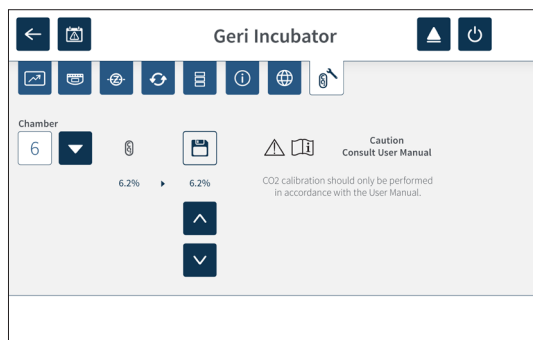 Geri Incubator
Chamber
6
6.2%
6.2%
Caution
Consult User Manual
CO2 calibration should only be performed
in accordance with the User Manual.